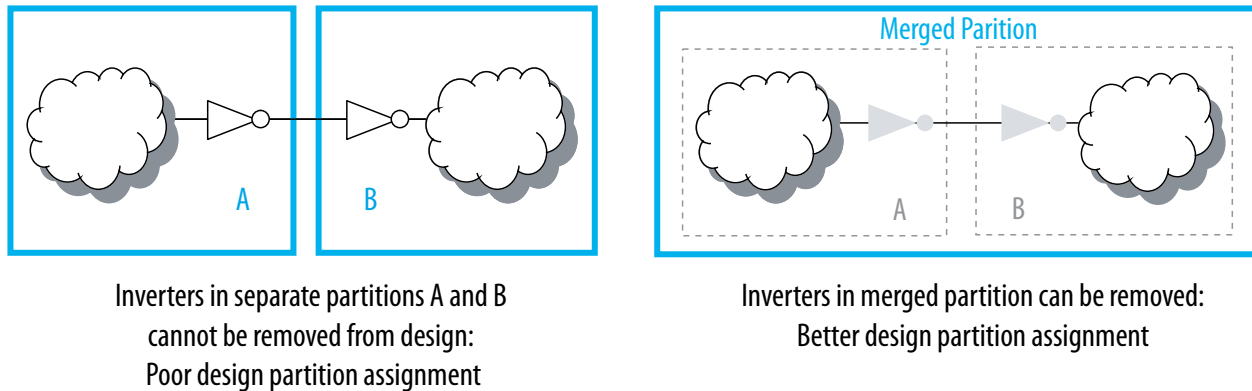 A
B
Inverters in separate partitions A and B
cannot be removed from design:
Poor design partition assignment
Merged Parition
A
B
Inverters in merged partition can be removed:
Better design partition assignment